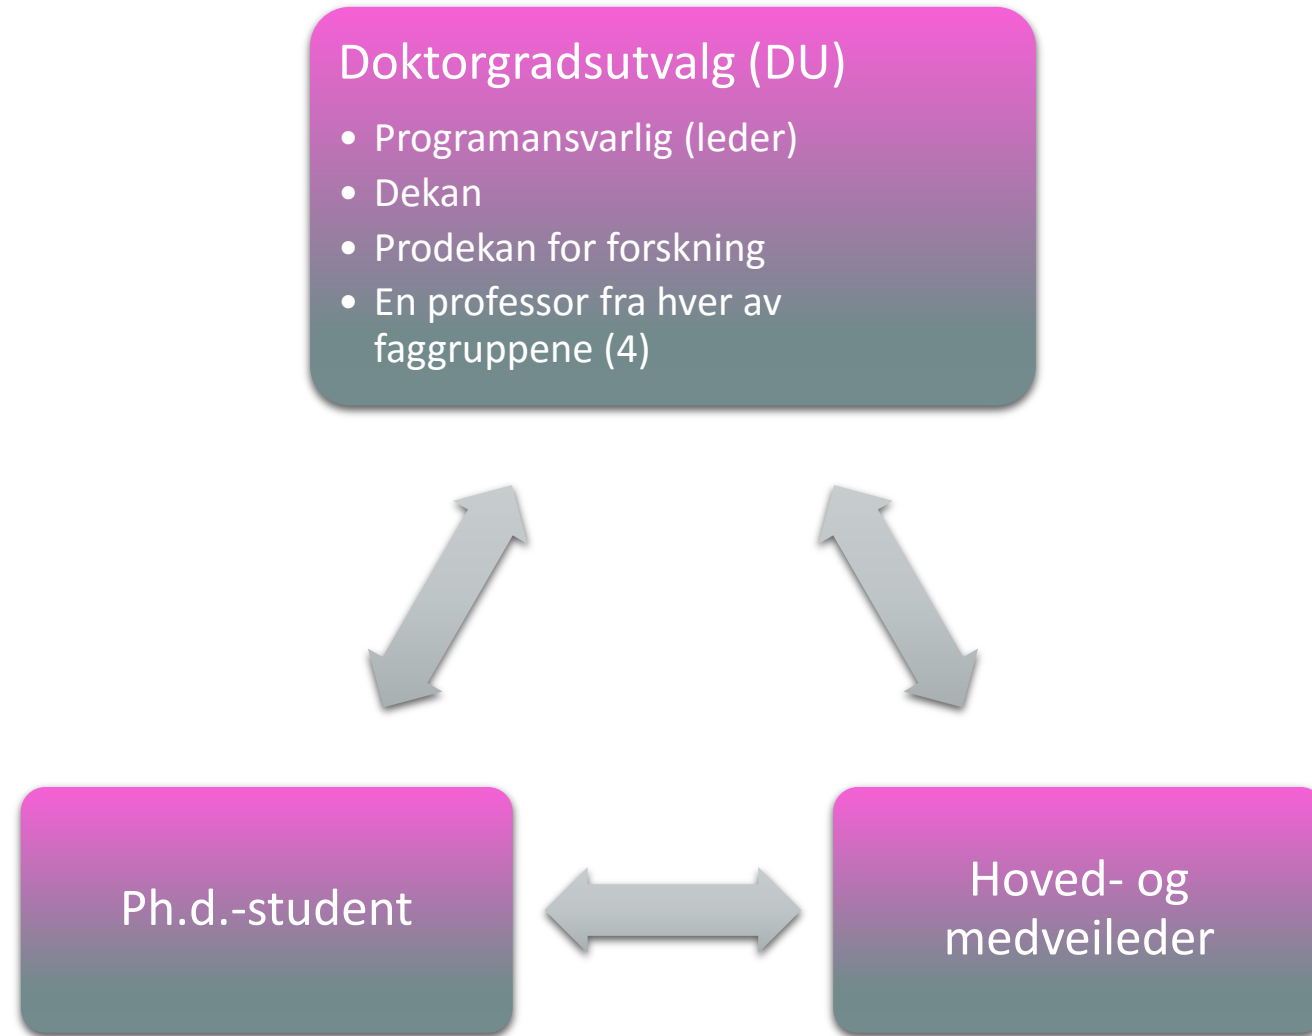 Doktorgradsutvalg (DU)
• Programansvarlig (leder)
• Dekan
• Prodekan for forskning
• En professor fra hver av
faggruppene (4)
Ph.d.-student
Hoved- og
medveileder